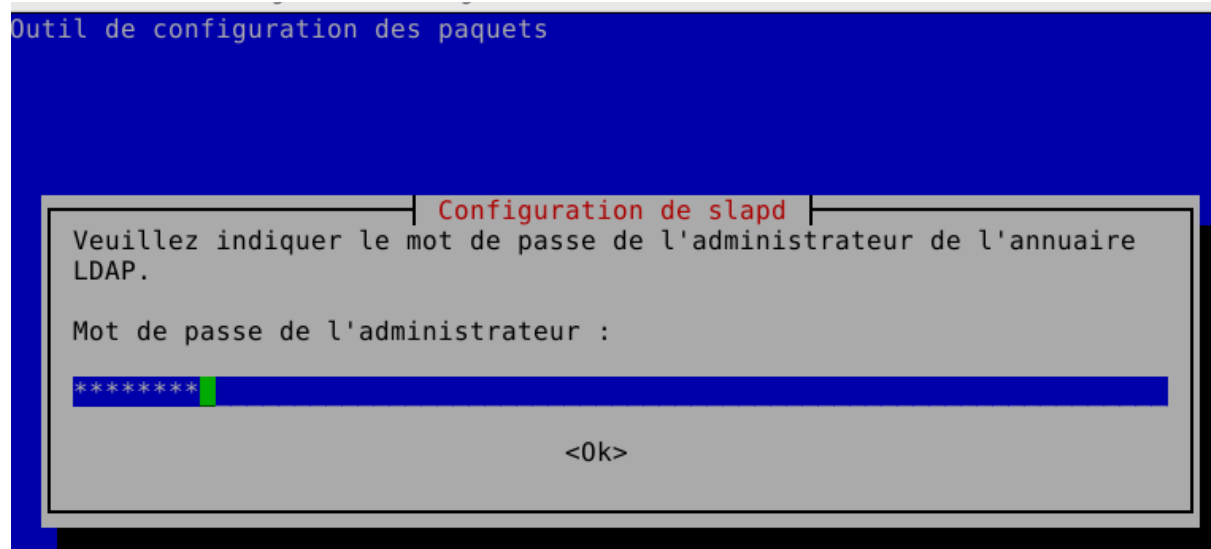 Outil de configuration des paquets
Configuration de slapd
Veuillez indiquer le mot de passe de l'administrateur de l'annuaire
LDAP.
Mot de passe de l'administrateur :
********
<Ok>